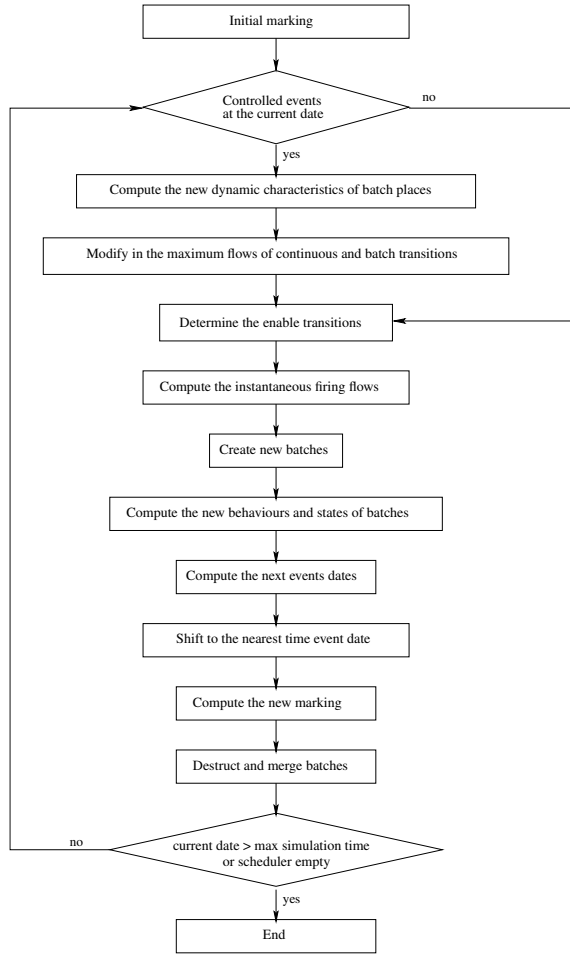 Initial marking
Controlled events
at the current date
no
yes
Compute the new dynamic characteristics of batch places
Modify in the maximum flows of continuous and batch transitions
Determine the enable transitions
Compute the instantaneous firing flows
Create new batches
Compute the new behaviours and states of batches
Compute the next events dates
Shift to the nearest time event date
Compute the new marking
Destruct and merge batches
no
current date > max simulation time
or scheduler empty
yes
End